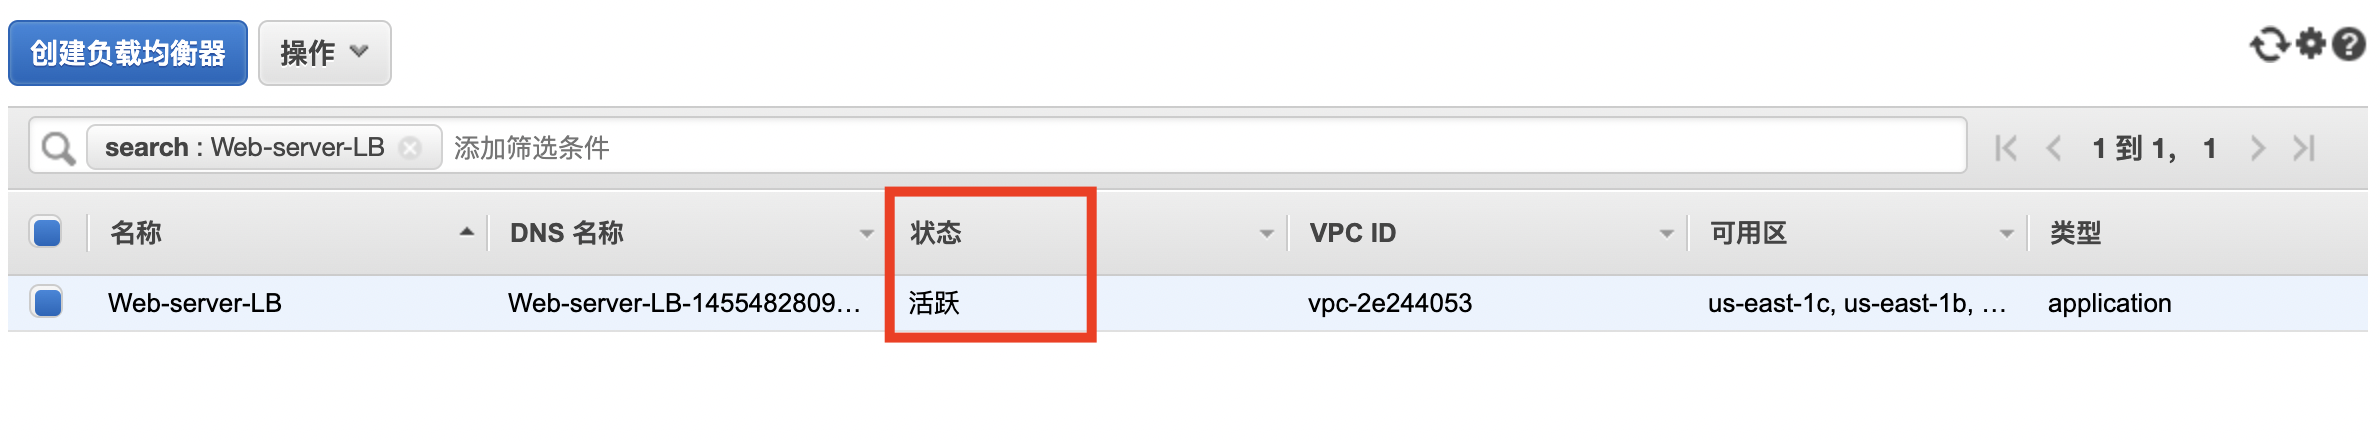 创建负载均衡器 操作
search : Web-server-LB 添加筛选条件 1 到 1, 1
名称 DNS 名称 状态 VPC ID 可用区 类型
Web-server-LB Web-server-LB-1455482809... 活跃 vpc-2e244053 us-east-1c, us-east-1b, ... application